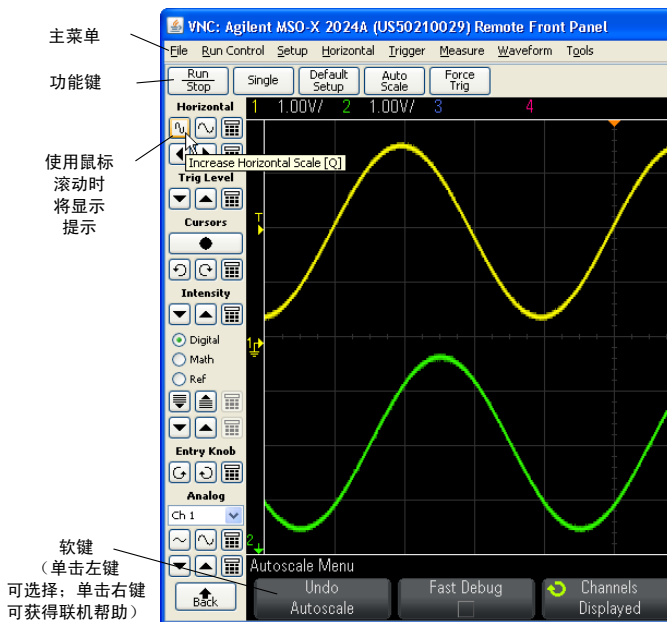 VNC: Agilent MSO-X 2024A (US50210029) Remote Front Panel
主菜单
File Run Control Setup Horizontal Trigger Measure Waveform Tools
功能键
Run
Stop
Single
Default
Setup
Auto
Scale
Force
Trig
Horizontal
1 1.00V/ 2 1.00V/ 3 4
使用鼠标
滚动时
将显示
提示
Increase Horizontal Scale [Q]
Trig Level
T
Cursors
Intensity
Digital
1
Math
Ref
Entry Knob
Analog
Ch 1
2
软键
(单击左键
可选择；单击右键
可获得联机帮助)
Autoscale Menu
Back
Undo
Autoscale
Fast Debug
Channels
Displayed